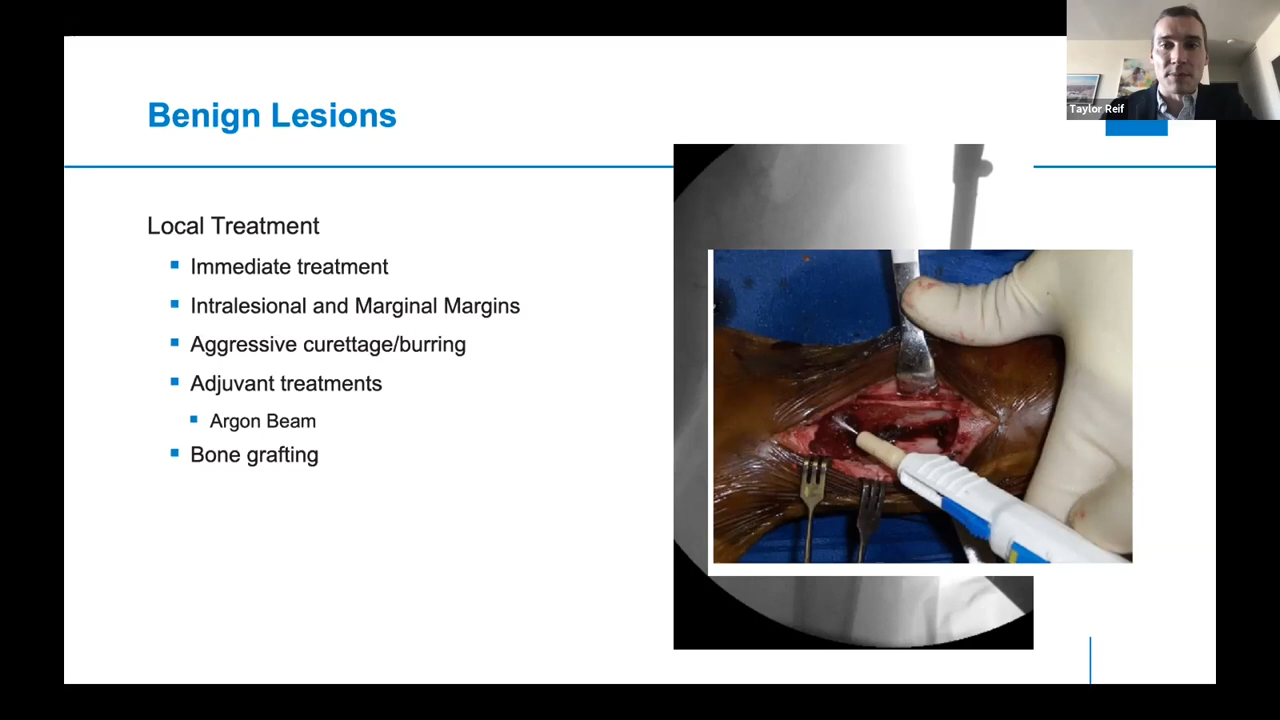 Taylor Reif
Benign Lesions
Local Treatment
Immediate treatment
Intralesional and Marginal Margins
Aggressive curettage/burring
Adjuvant treatments
Argon Beam
Bone grafting